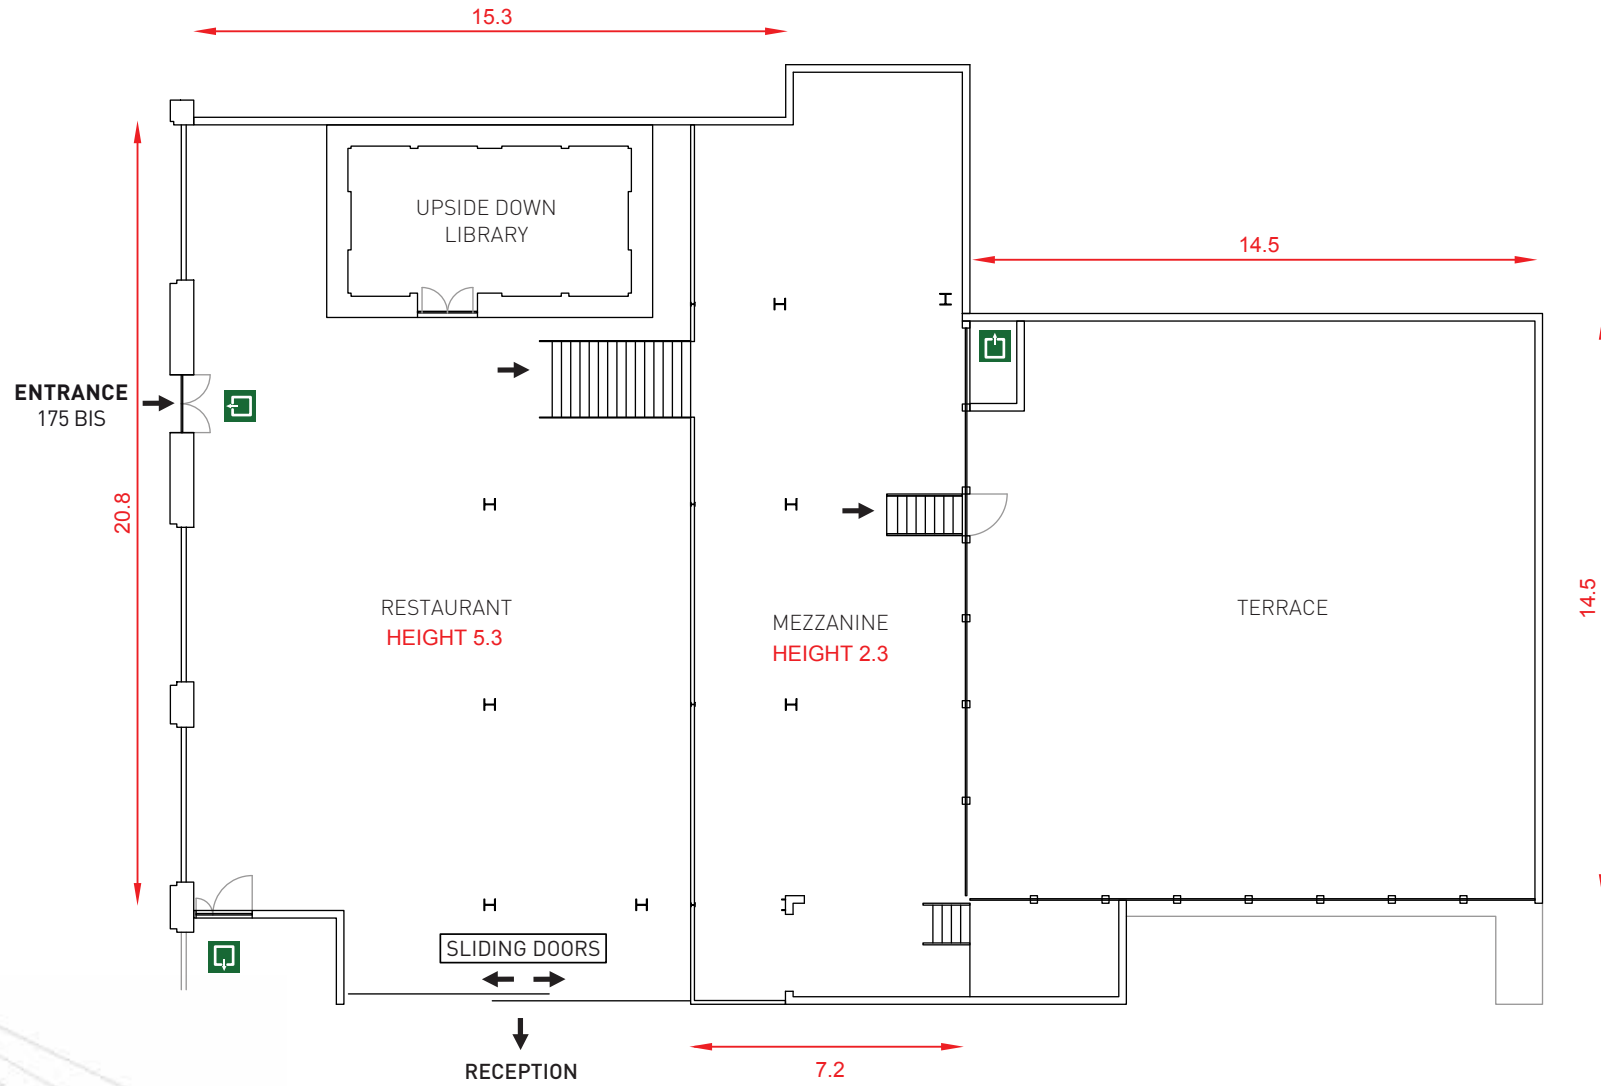 15.3
UPSIDE DOWN
LIBRARY
14.5
ENTRANCE
175 BIS
20.8
RESTAURANT
HEIGHT 5.3
MEZZANINE
HEIGHT 2.3
TERRACE
14.5
SLIDING DOORS
RECEPTION
7.2